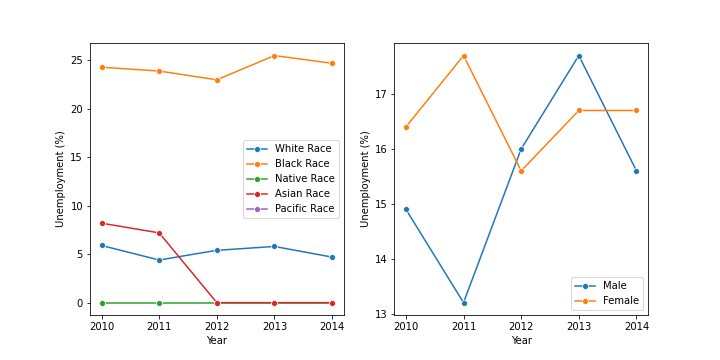 25
20
15
10
5
0
Unemployment (%)
White Race
Black Race
Native Race
Asian Race
Pacific Race
2010 2011 2012 2013 2014
Year
17
16
15
14
13
Unemployment (%)
Male
Female
2010 2011 2012 2013 2014
Year